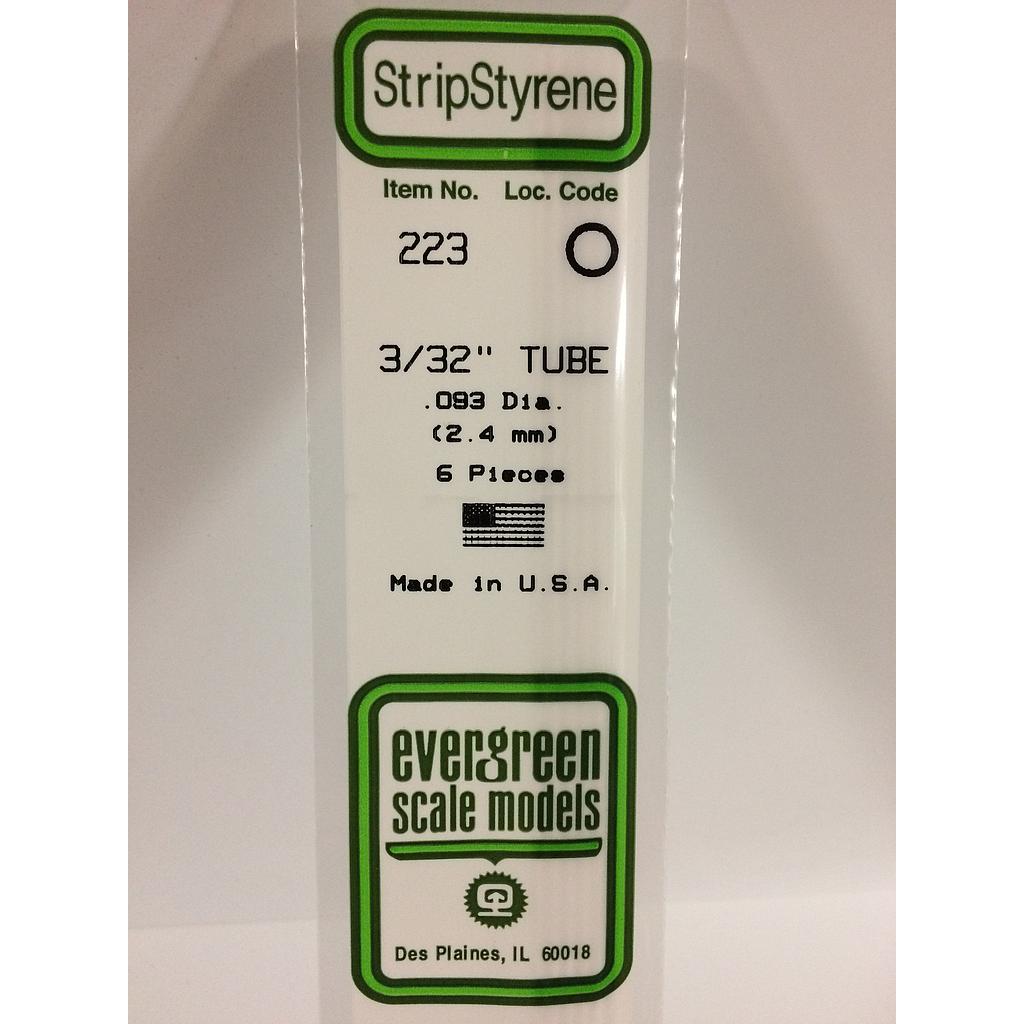 StripStyrene
Item No. Loc. Code
223
3/32" TUBE
.093 Dia.
(2.4 mm)
6 Pieces
Made in U.S.A.
evergreen
scale models
Des Plaines, IL 60018